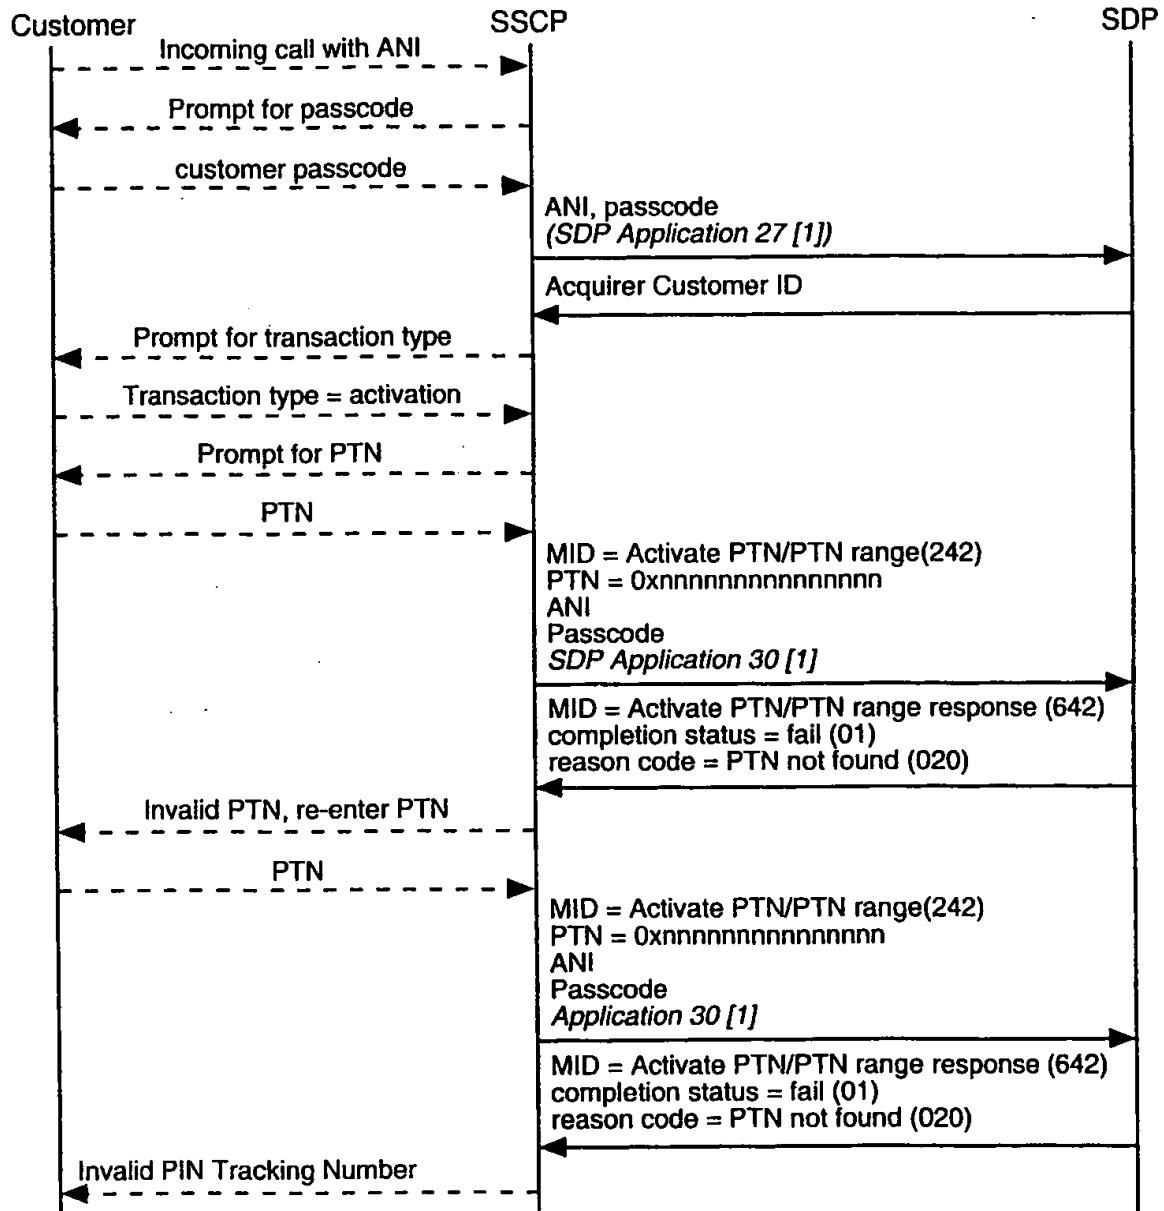 Customer SSCP SDP
Incoming call with ANI
Prompt for passcode
customer passcode
ANI, passcode
(SDP Application 27 [1])
Acquirer Customer ID
Prompt for transaction type
Transaction type = activation
Prompt for PTN
PTN
MID = Activate PTN/PTN range(242)
PTN = 0xnnnnnnnnnnnnnnnn
ANI
Passcode
SDP Application 30 [1]
MID = Activate PTN/PTN range response (642)
completion status = fail (01)
reason code = PTN not found (020)
Invalid PTN, re-enter PTN
PTN
MID = Activate PTN/PTN range(242)
PTN = 0xnnnnnnnnnnnnnnnn
ANI
Passcode
Application 30 [1]
MID = Activate PTN/PTN range response (642)
completion status = fail (01)
reason code = PTN not found (020)
Invalid PIN Tracking Number